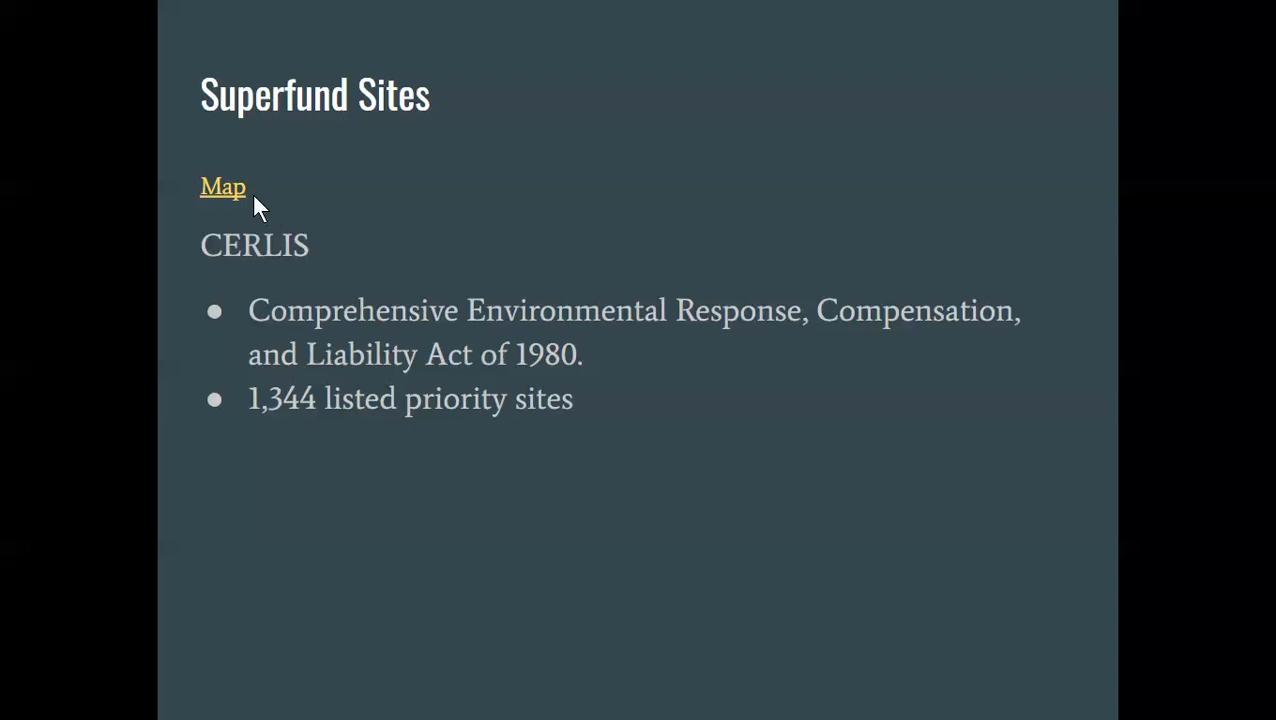 Superfund Sites
Map
CERLIS
● Comprehensive Environmental Response, Compensation,
and Liability Act of 1980.
● 1,344 listed priority sites